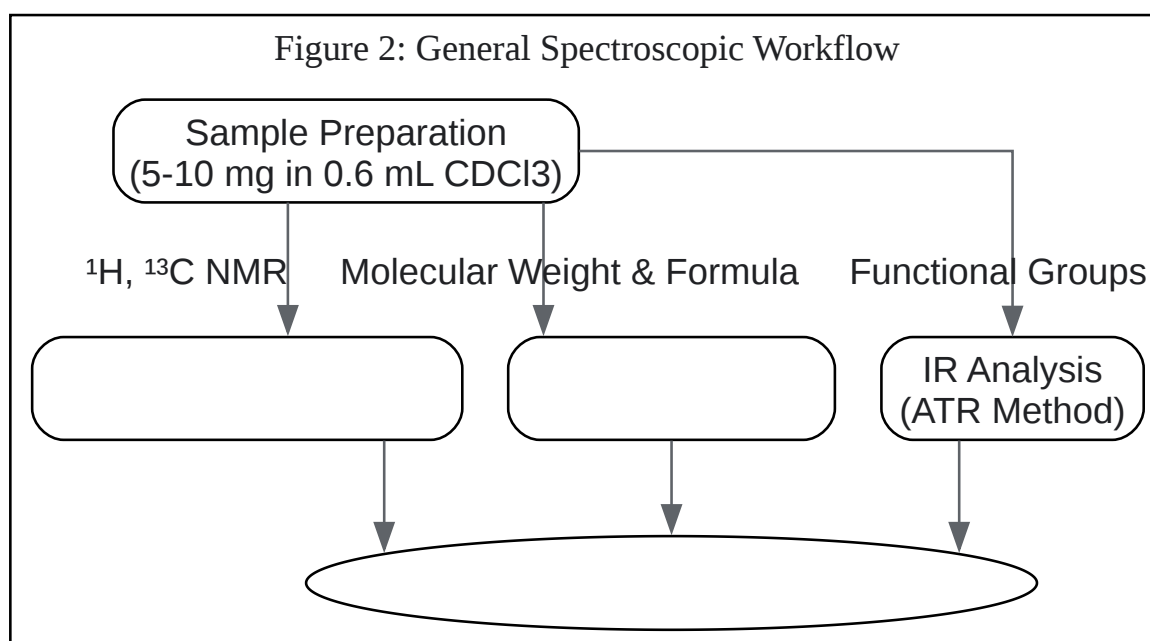 Figure 2: General Spectroscopic Workflow
Sample Preparation
(5-10 mg in 0.6 mL CDCl3)
¹H, ¹³C NMR
Molecular Weight & Formula
Functional Groups
IR Analysis
(ATR Method)